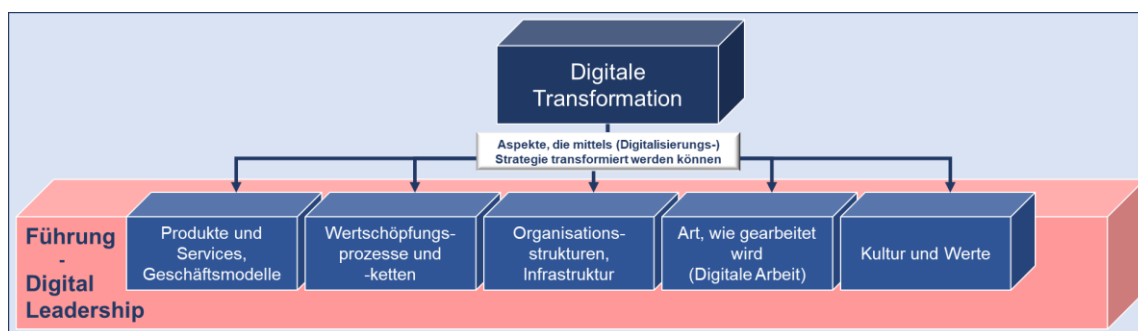 Digitale
Transformation
Aspekte, die mittels (Digitalisierungs-)
Strategie transformiert werden können
Führung
-
Digital
Leadership
Produkte und
Services,
Geschäftsmodelle
Wertschöpfungs-
prozesse und
-ketten
Organisations-
strukturen,
Infrastruktur
Art, wie gearbeitet
wird
(Digitale Arbeit)
Kultur und Werte